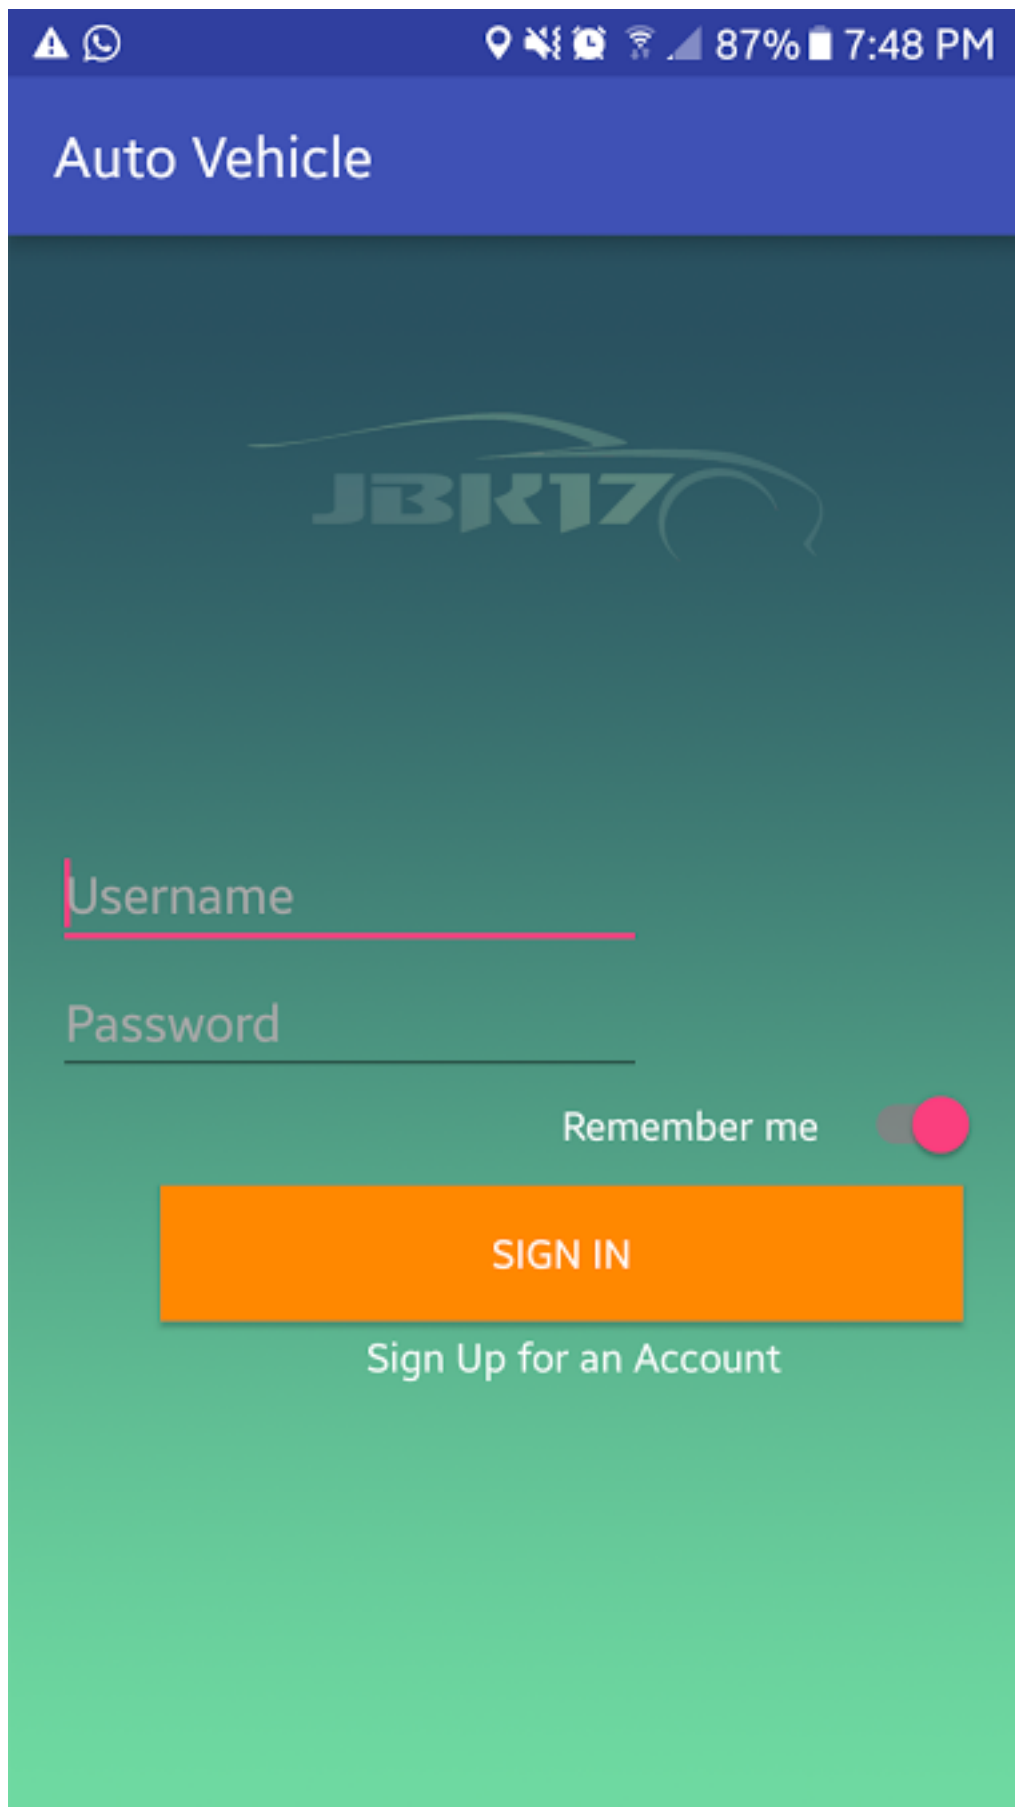 87% 7:48 PM
Auto Vehicle
JBK17
Username
Password
Remember me
SIGN IN
Sign Up for an Account